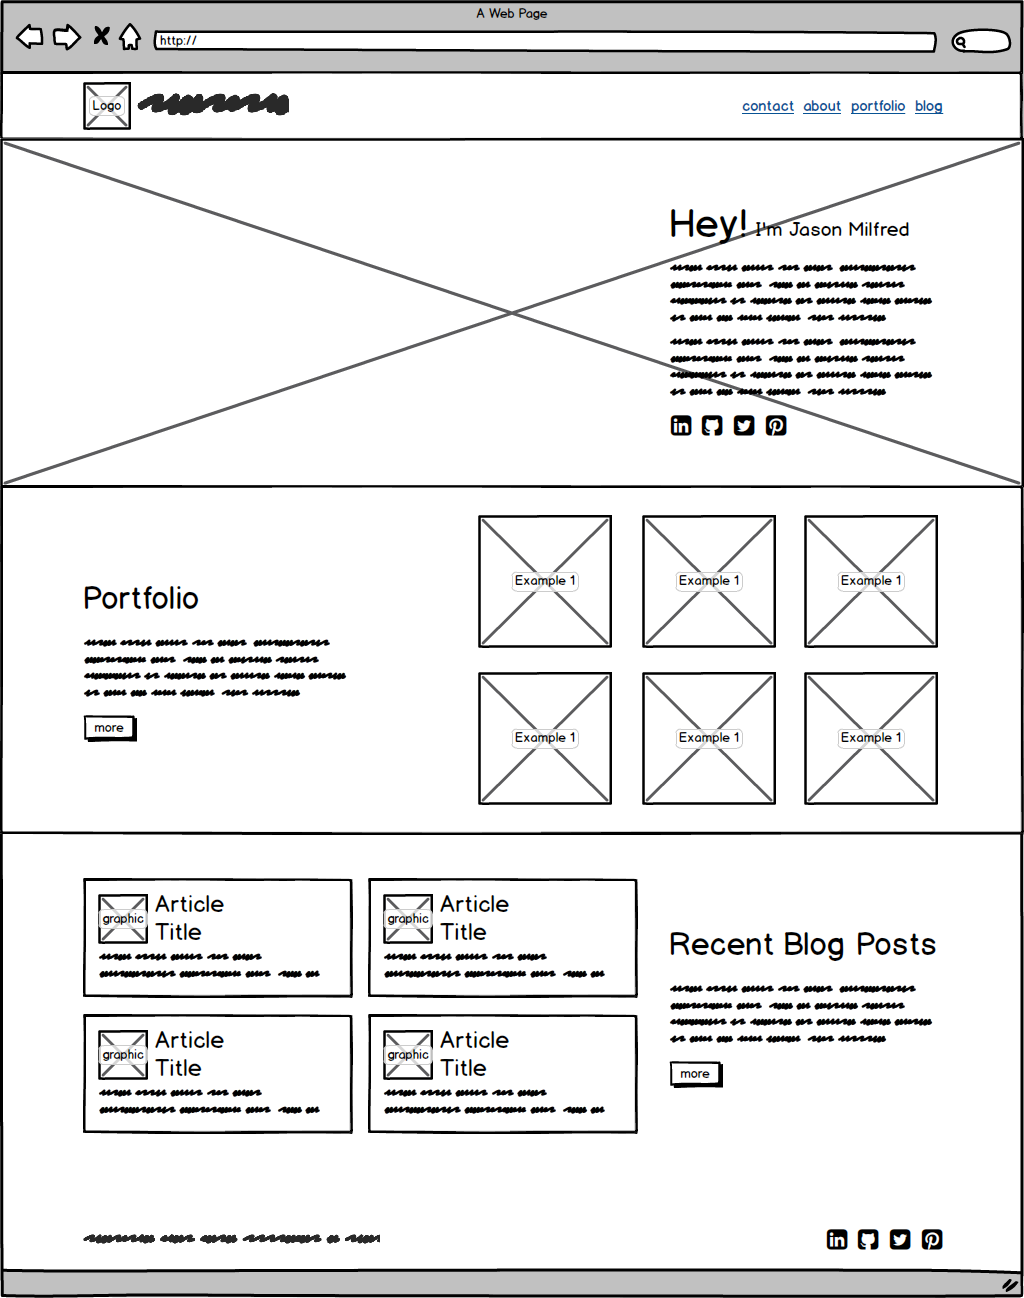 A Web Page
http://
Logo
contact about portfolio blog
Hey! I'm Jason Milfred
Portfolio
more
Example 1 Example 1 Example 1
Example 1 Example 1 Example 1
graphic Article Title
graphic Article Title
graphic Article Title
graphic Article Title
Recent Blog Posts
more